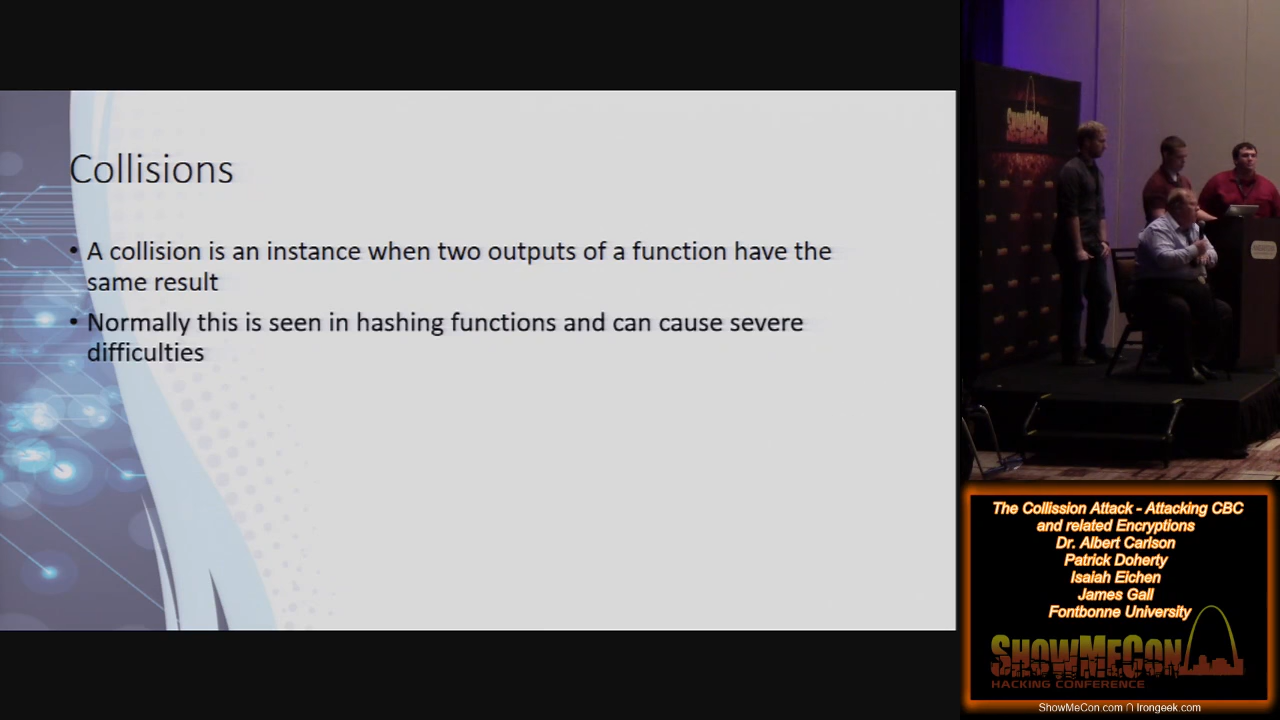 Collisions
• A collision is an instance when two outputs of a function have the
same result
• Normally this is seen in hashing functions and can cause severe
difficulties
SHOWMECON
The Collission Attack - Attacking CBC
and related Encryptions
Dr. Albert Carlson
Patrick Doherty
Isaiah Eichen
James Gall
Fontbonne University
SHOWMECON
HACKING CONFERENCE
ShowMeCon.com ∩ Irongeek.com